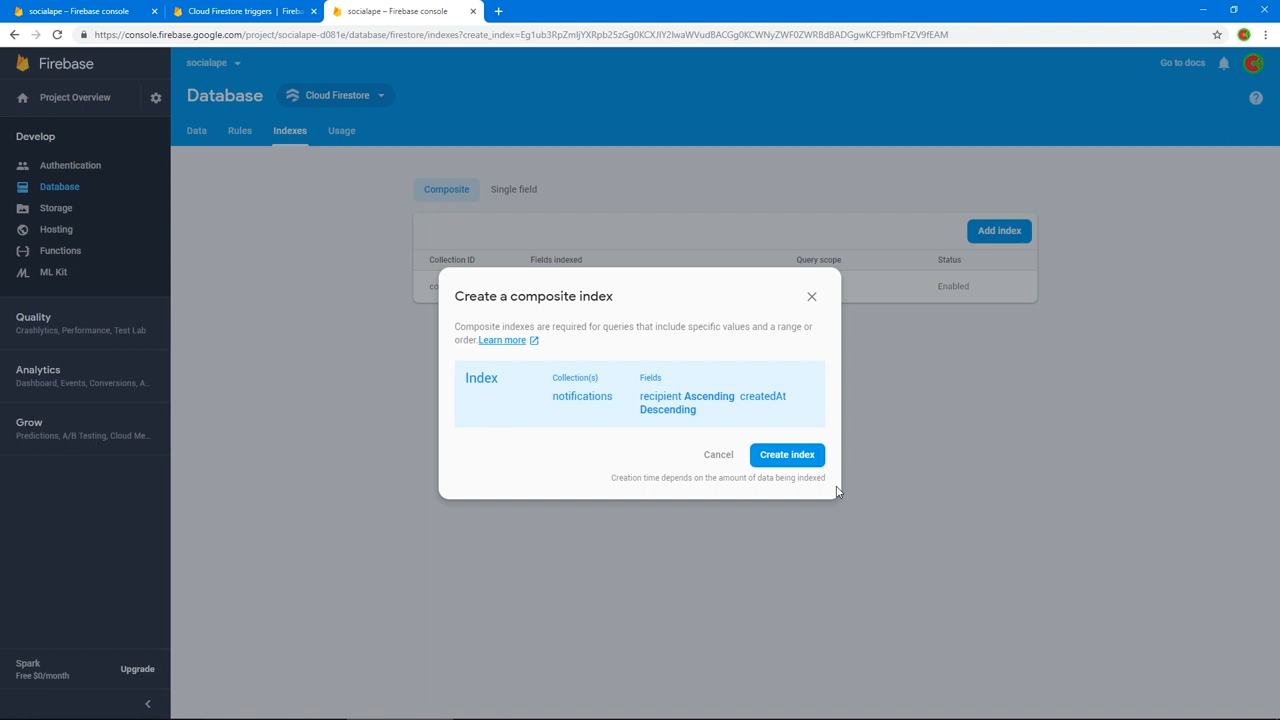 socialape – Firebase console
Cloud Firestore triggers | Fireb
socialape – Firebase console
https://console.firebase.google.com/project/socialape-d081e/database/firestore/indexes?create_index=Eg1ub3RpZmljYXRpb25zGg0KCXJlY2lwaWVudBACGg0KCWNyZWF0ZWRBdBADGgwKCF9fbmFtZV9fEAM
Firebase
socialape
Go to docs
Project Overview
Database
Cloud Firestore
Data
Rules
Indexes
Usage
Develop
Authentication
Database
Storage
Hosting
Functions
ML Kit
Quality
Crashlytics, Performance, Test Lab
Analytics
Dashboard, Events, Conversions, A...
Grow
Predictions, A/B Testing, Cloud Me...
Spark
Free $0/month
Upgrade
Composite
Single field
Add index
Collection ID
Fields indexed
Query scope
Status
co
Enabled
Create a composite index
Composite indexes are required for queries that include specific values and a range or
order.Learn more
Index
Collection(s)
Fields
notifications
recipient Ascending createdAt
Descending
Cancel
Create index
Creation time depends on the amount of data being indexed